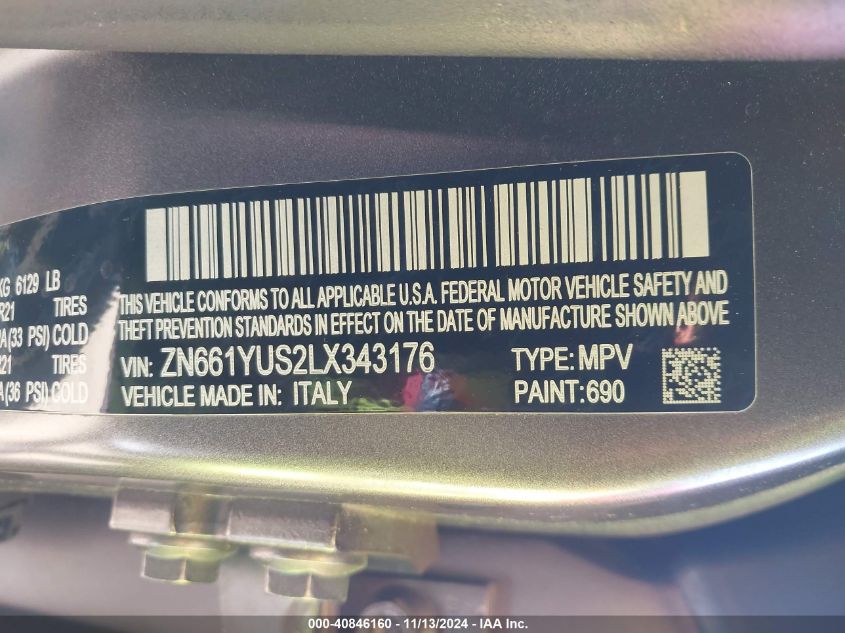 KG 6129 LB
R21 TIRES
(33 PSI) COLD
R21 TIRES
(36 PSI) COLD
THIS VEHICLE CONFORMS TO ALL APPLICABLE U.S.A. FEDERAL MOTOR VEHICLE SAFETY AND
THEFT PREVENTION STANDARDS IN EFFECT ON THE DATE OF MANUFACTURE SHOWN ABOVE
VIN: ZN661YUS2LX343176 TYPE: MPV
VEHICLE MADE IN: ITALY PAINT:690
000-40846160 - 11/13/2024 - IAA Inc.